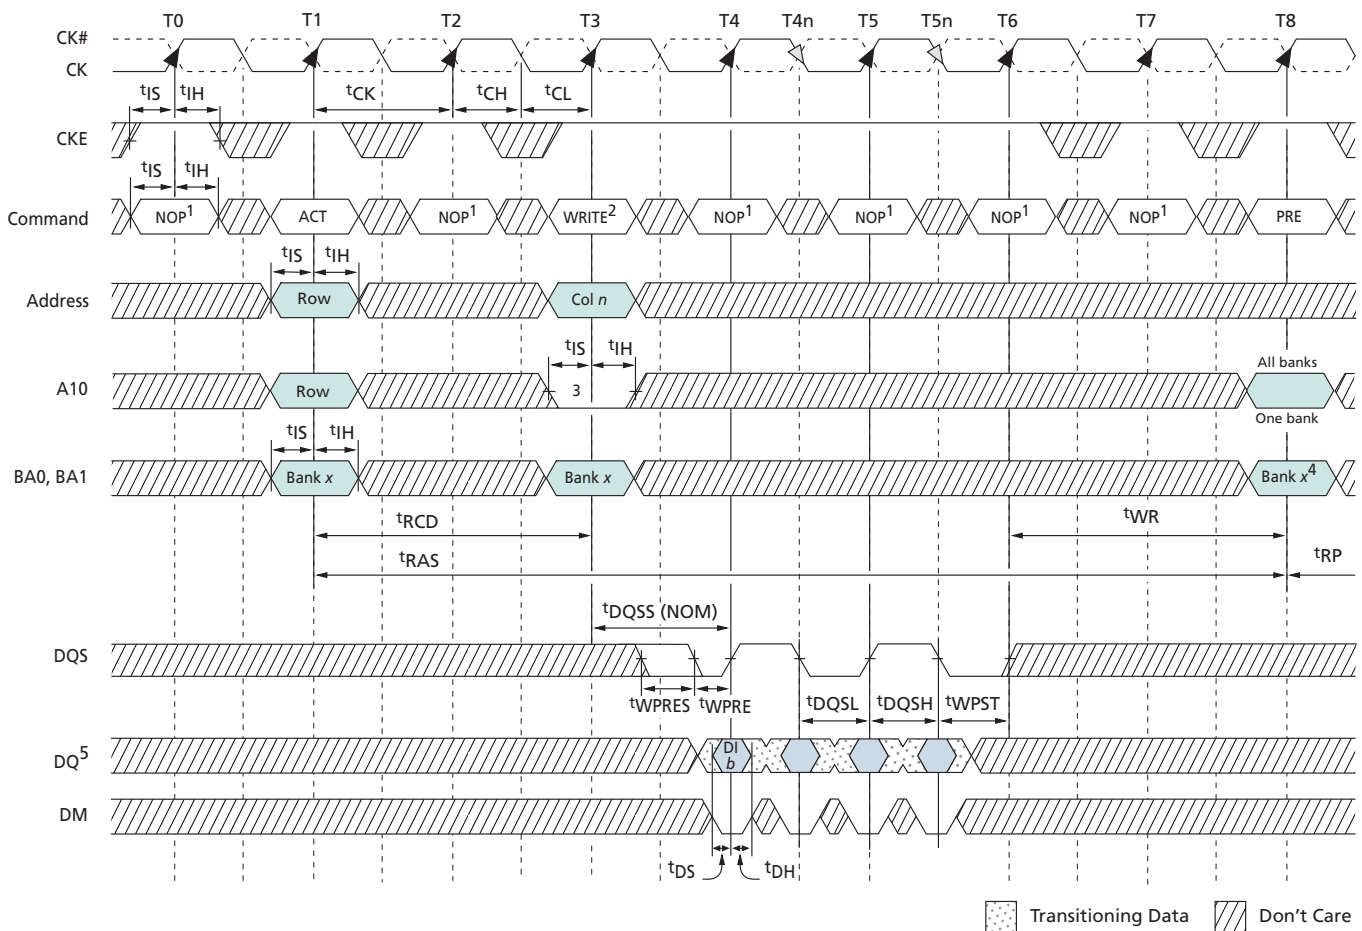 T0 T1 T2 T3 T4 T4n T5 T5n T6 T7 T8
CK#
CK
tIS tIH tCK tCH tCL
CKE
tIS tIH
Command NOP1 ACT NOP1 WRITE2 NOP1 NOP1 NOP1 NOP1 PRE
tIS tIH
Address Row Col n
tIS tIH All banks
A10 Row 3
One bank
tIS tIH
BA0, BA1 Bank x Bank x Bank x4
tRCD tWR
tRAS tRP
tDQSS (NOM)
DQS
tWPRES tWPRE tDQSL tDQSH tWPST
DQ5 DI
b
DM
tDS tDH
Transitioning Data Don't Care